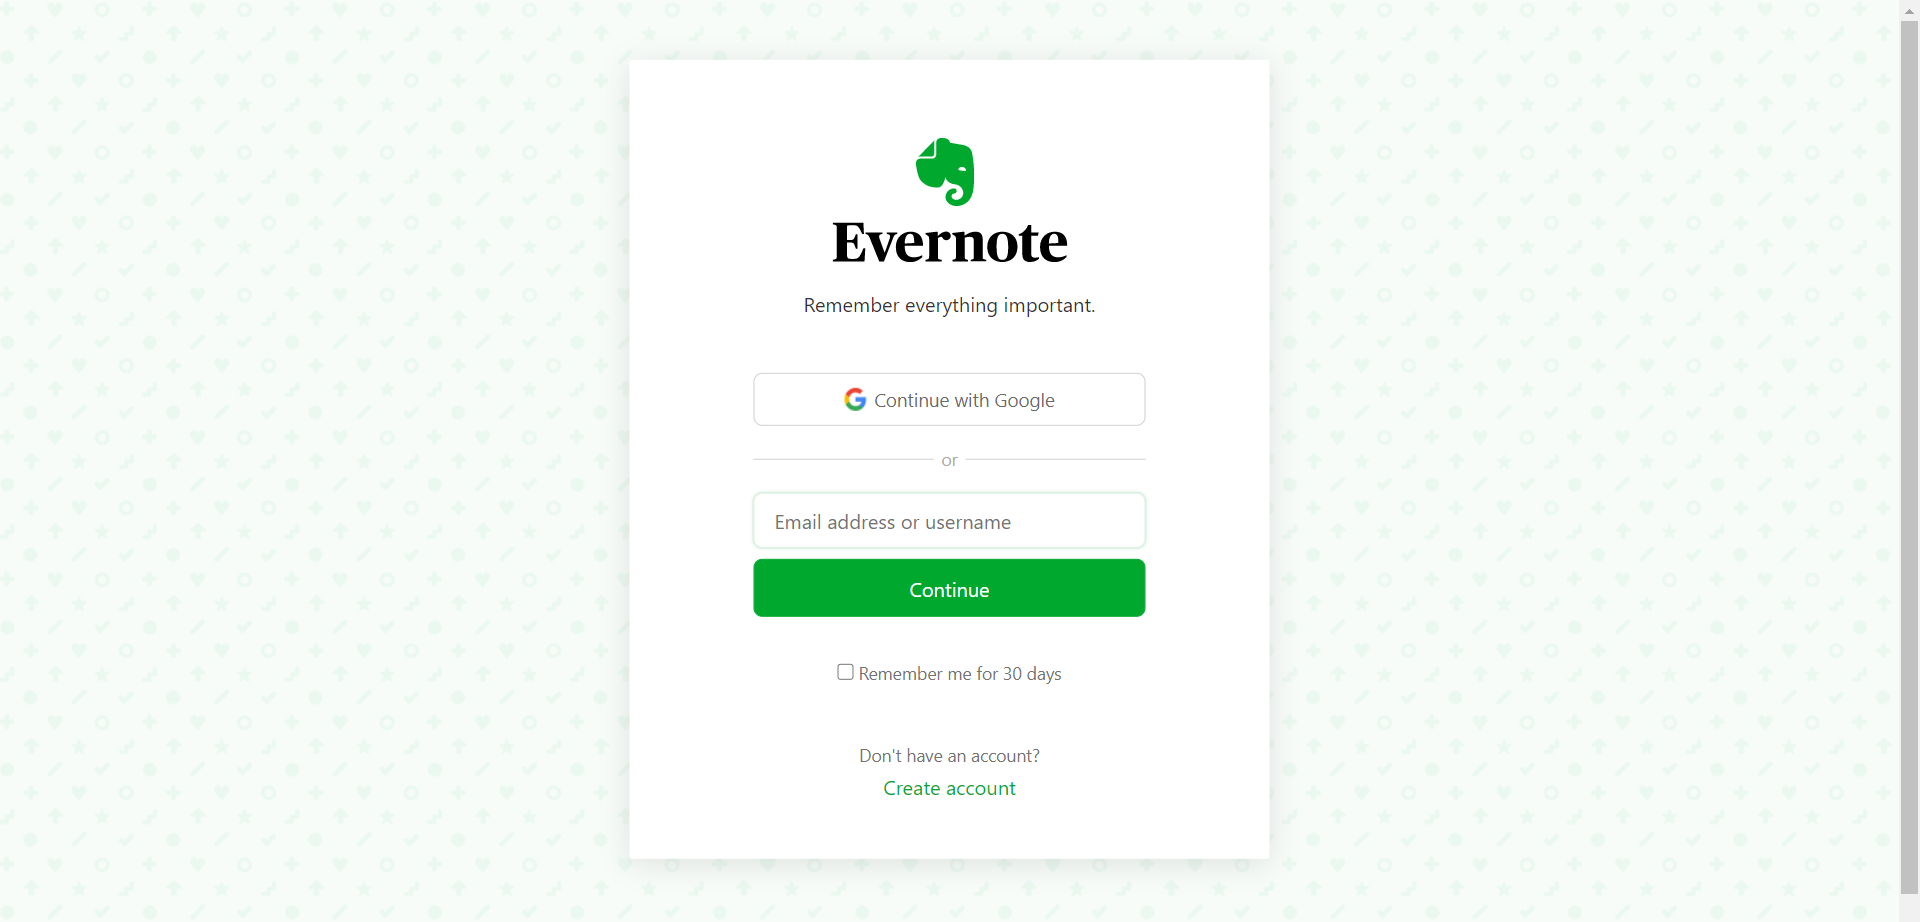 Evernote
Remember everything important.
Continue with Google
or
Email address or username
Continue
Remember me for 30 days
Don't have an account?
Create account